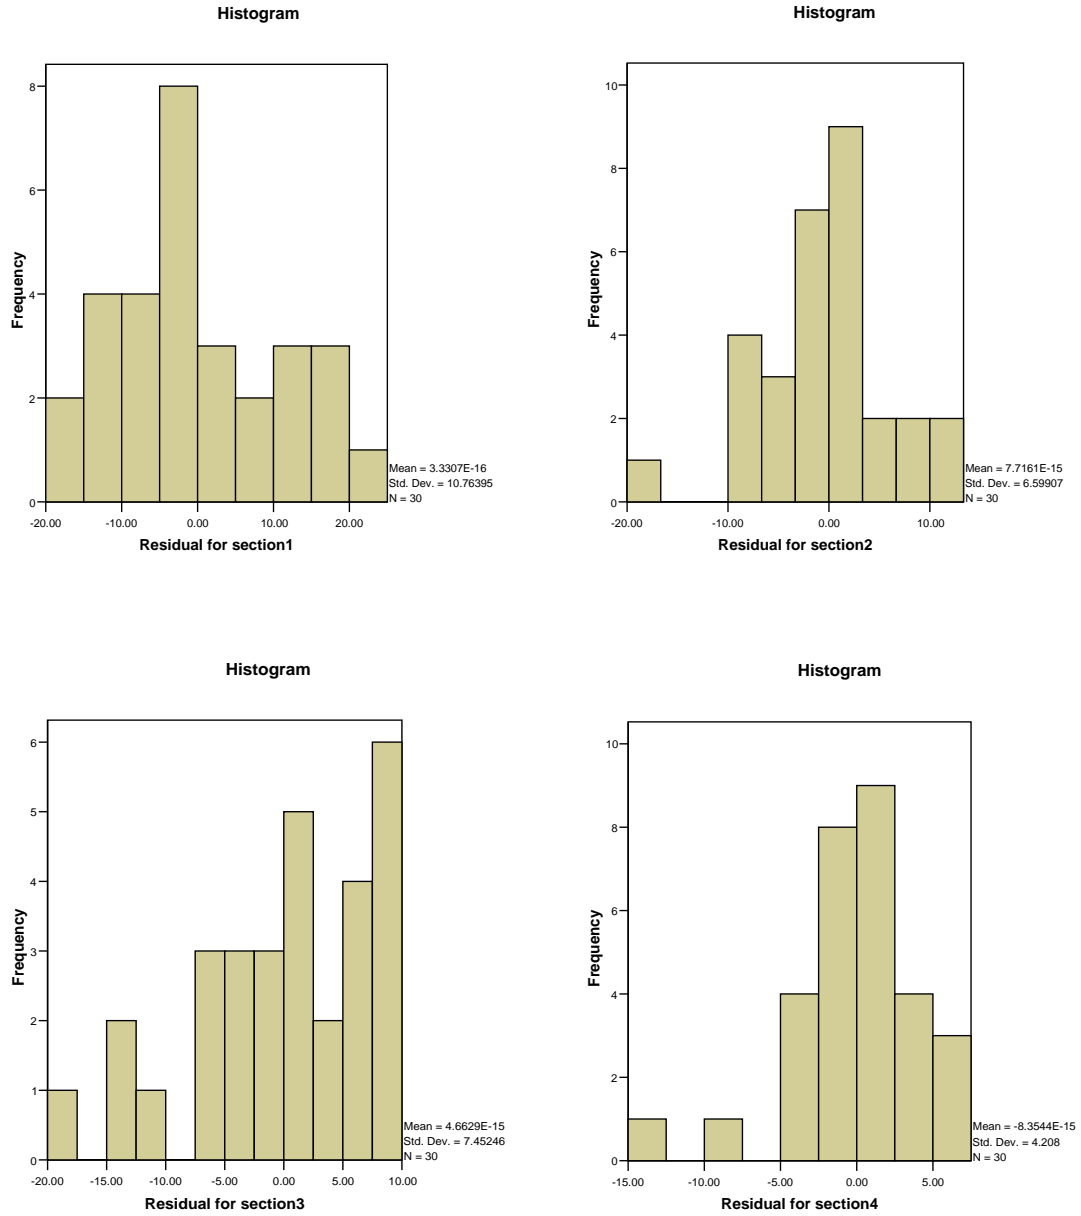 Histogram
8
6
4
2
0
Frequency
-20.00 -10.00 0.00 10.00 20.00
Residual for section1
Mean = 3.3307E-16
Std. Dev. = 10.76395
N = 30
Histogram
10
8
6
4
2
0
Frequency
-20.00 -10.00 0.00 10.00
Residual for section2
Mean = 7.7161E-15
Std. Dev. = 6.59907
N = 30
Histogram
6
5
4
3
2
1
0
Frequency
-20.00 -15.00 -10.00 -5.00 0.00 5.00 10.00
Residual for section3
Mean = 4.6629E-15
Std. Dev. = 7.45246
N = 30
Histogram
10
8
6
4
2
0
Frequency
-15.00 -10.00 -5.00 0.00 5.00
Residual for section4
Mean = -8.3544E-15
Std. Dev. = 4.208
N = 30